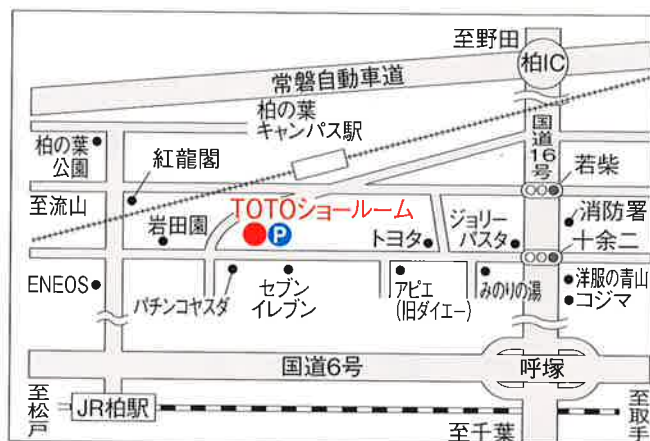 至野田
柏IC
常磐自動車道
柏の葉
キャンパス駅
国道16号
柏の葉
公園
紅龍閣
若柴
至流山
TOTOショールーム
P
岩田園
トヨタ
ジョリー
パスタ
消防署
十余二
ENEOS
パチンコヤスダ
セブン
イレブン
アピエ
(旧ダイエー)
みのりの湯
洋服の青山
コジマ
国道6号
呼塚
至松戸
JR柏駅
至千葉
至取手